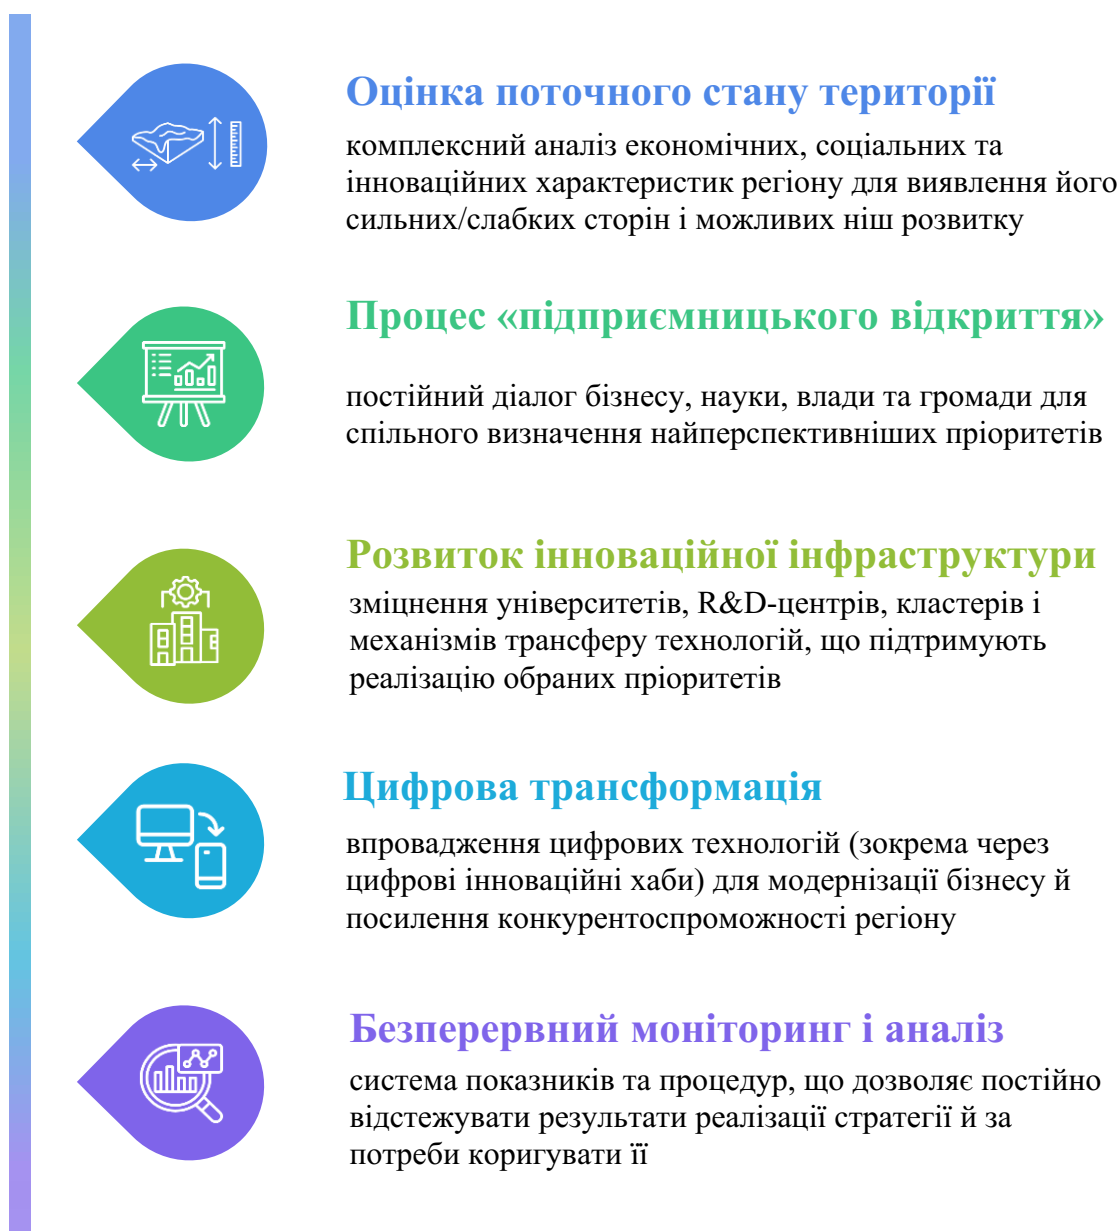 Оцінка поточного стану території
комплексний аналіз економічних, соціальних та
інноваційних характеристик регіону для виявлення його
сильних/слабких сторін і можливих ніш розвитку
Процес «підприємницького відкриття»
постійний діалог бізнесу, науки, влади та громади для
спільного визначення найперспективніших пріоритетів
Розвиток інноваційної інфраструктури
зміцнення університетів, R&D-центрів, кластерів і
механізмів трансферу технологій, що підтримують
реалізацію обраних пріоритетів
Цифрова трансформація
впровадження цифрових технологій (зокрема через
цифрові інноваційні хаби) для модернізації бізнесу й
посилення конкурентоспроможності регіону
Безперервний моніторинг і аналіз
система показників та процедур, що дозволяє постійно
відстежувати результати реалізації стратегії й за
потреби коригувати її